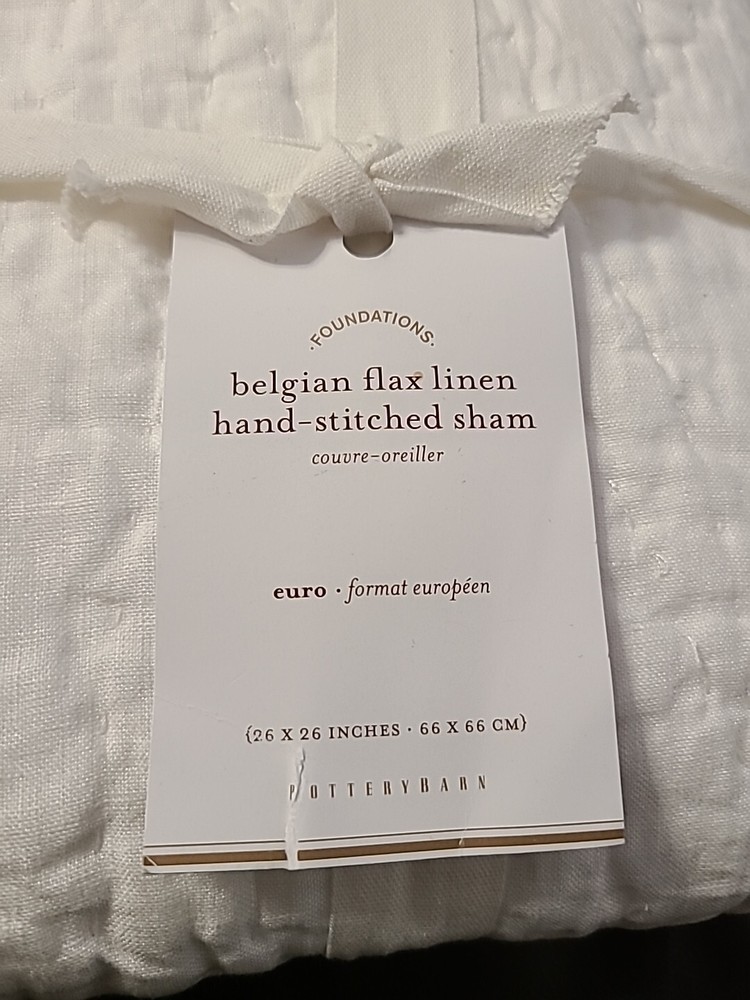 ·FOUNDATIONS·
belgian flax linen
hand-stitched sham
couvre-oreiller
euro · format européen
{26 X 26 INCHES · 66 X 66 CM}
POTTERYBARN